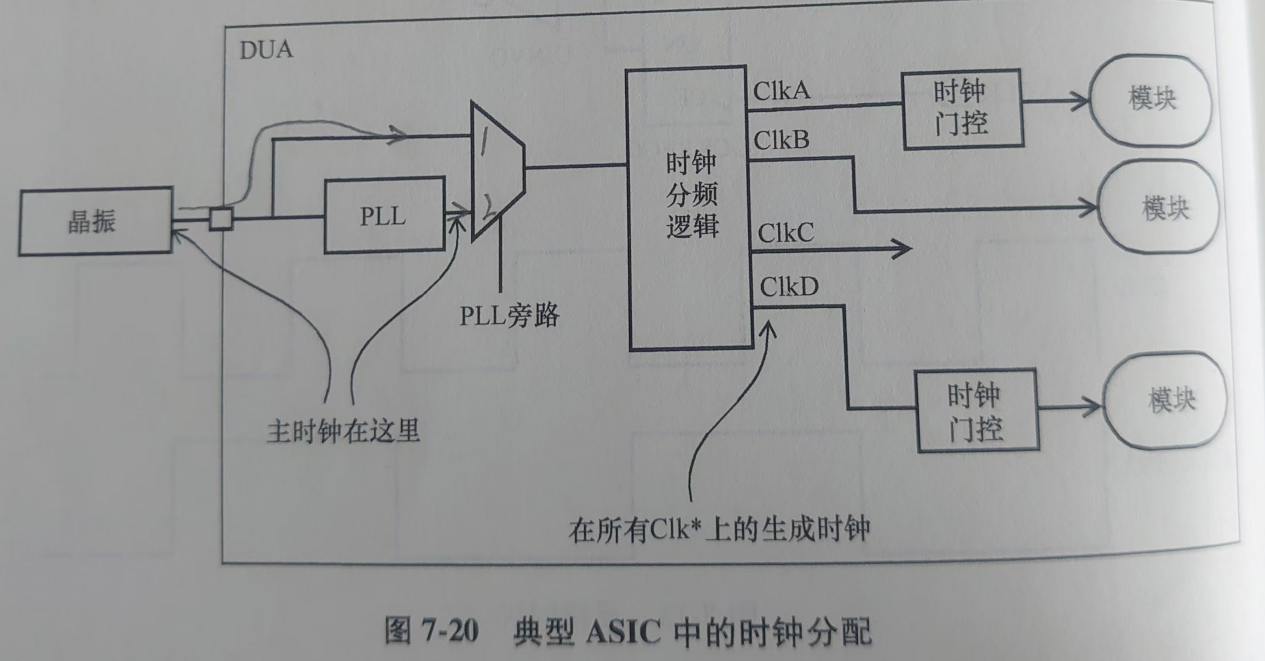 DUA
ClkA
时钟
门控
模块
ClkB
1
时钟
分频
逻辑
晶振
PLL
2
模块
ClkC
ClkD
PLL旁路
时钟
门控
模块
主时钟在这里
在所有Clk*上的生成时钟
图 7-20 典型 ASIC 中的时钟分配